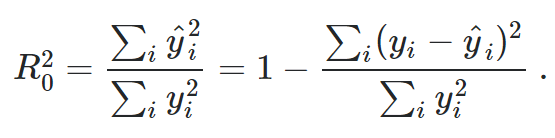 R_0^2 = \frac{\sum_i \hat{y}_i^2}{\sum_i y_i^2} = 1 - \frac{\sum_i (y_i - \hat{y}_i)^2}{\sum_i y_i^2} .